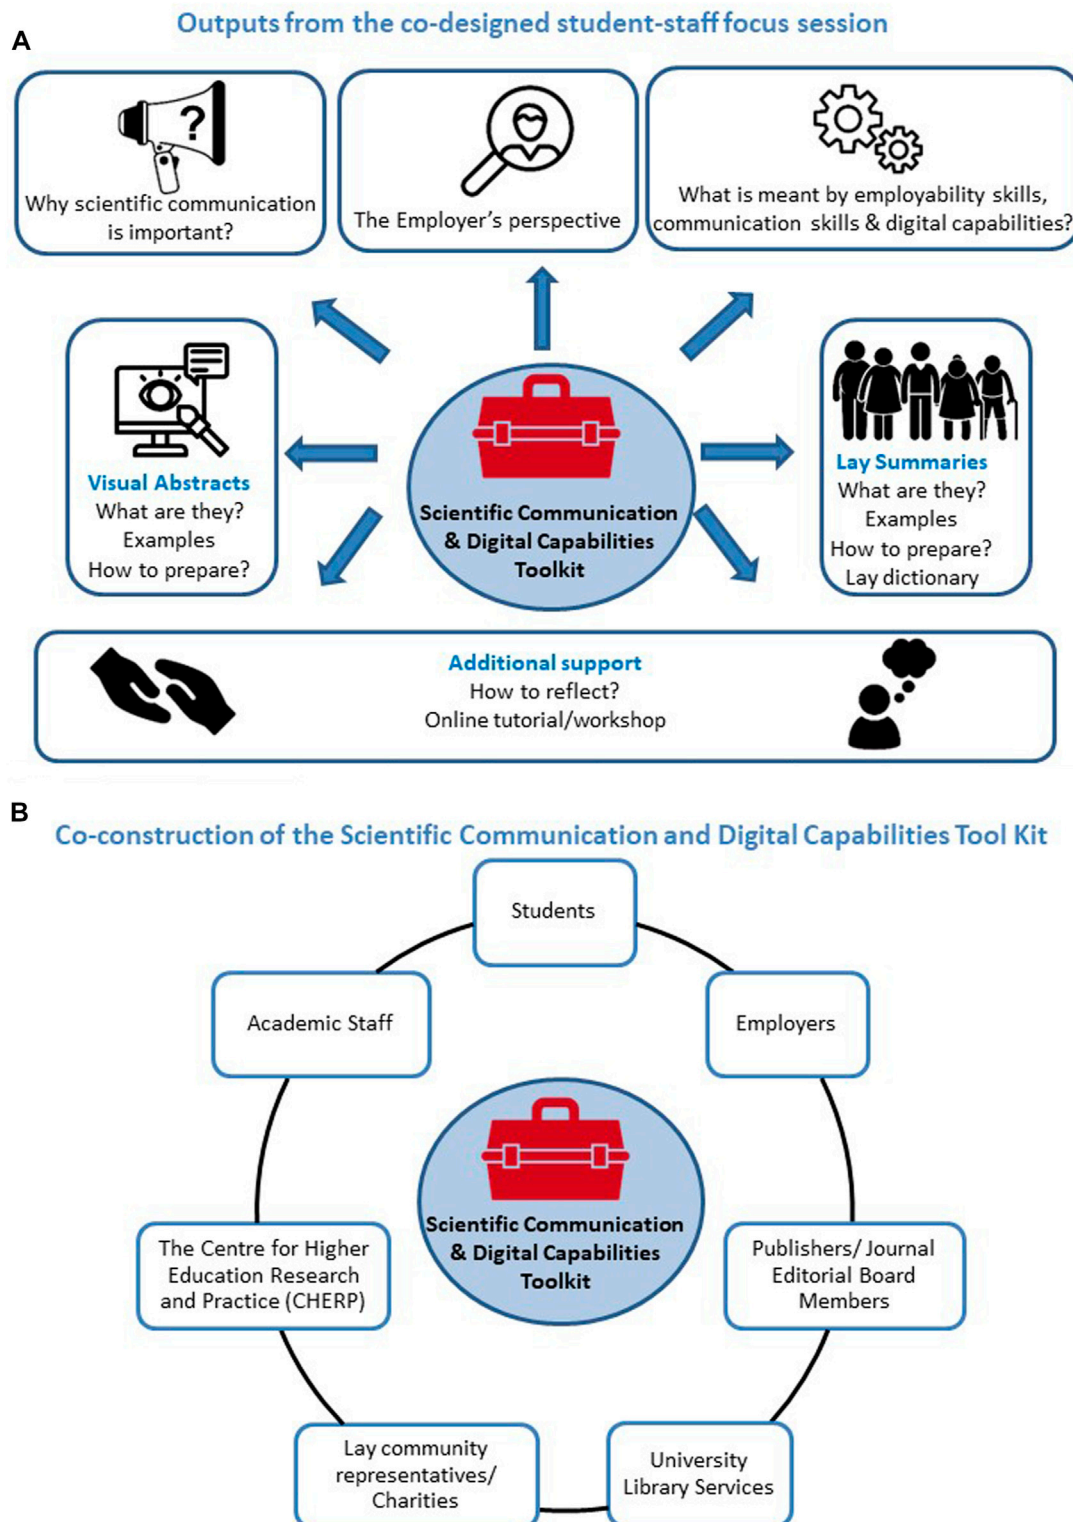 Outputs from the co-designed student-staff focus session
A
?
Why scientific communication
is important?
The Employer's perspective
What is meant by employability skills,
communication skills & digital capabilities?
Visual Abstracts
What are they?
Examples
How to prepare?
Scientific Communication
& Digital Capabilities
Toolkit
Lay Summaries
What are they?
Examples
How to prepare?
Lay dictionary
Additional support
How to reflect?
Online tutorial/workshop
B
Co-construction of the Scientific Communication and Digital Capabilities Tool Kit
Students
Academic Staff
Employers
Scientific Communication
& Digital Capabilities
Toolkit
The Centre for Higher
Education Research
and Practice (CHERP)
Publishers/ Journal
Editorial Board
Members
Lay community
representatives/
Charities
University
Library Services